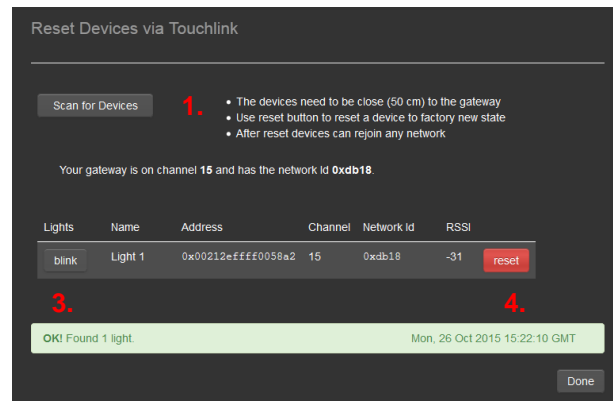 Reset Devices via Touchlink
Scan for Devices
1.
• The devices need to be close (50 cm) to the gateway
• Use reset button to reset a device to factory new state
• After reset devices can rejoin any network
Your gateway is on channel 15 and has the network Id 0xdb18.
Lights Name Address Channel Network Id RSSI
blink Light 1 0x00212effff0058a2 15 0xdb18 -31 reset
3. 4.
OK! Found 1 light. Mon, 26 Oct 2015 15:22:10 GMT
Done